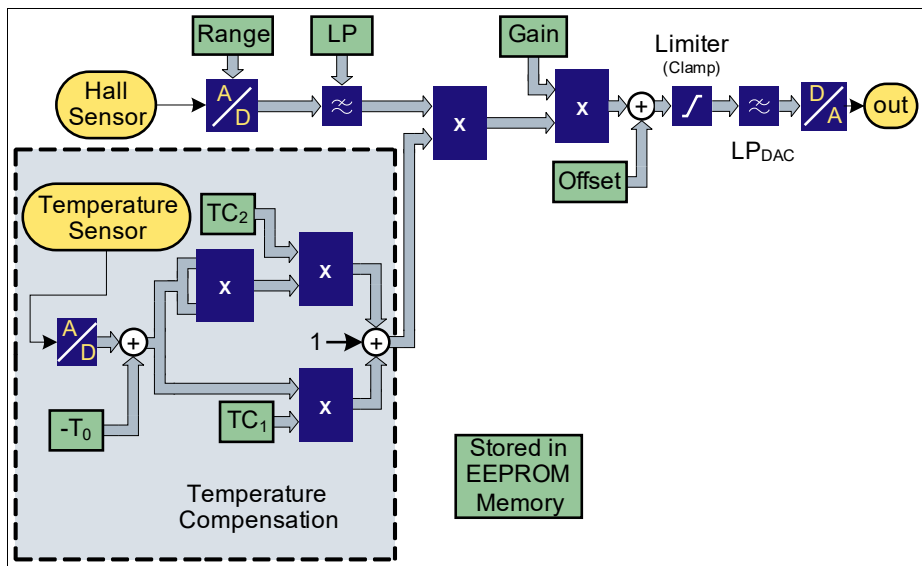 Range
LP
Gain
Limiter
(Clamp)
Hall
Sensor
A
D
x
x
D
A
out
LP_DAC
Offset
Temperature
Sensor
TC₂
x
x
A
D
1
-T₀
TC₁
x
Stored in
EEPROM
Memory
Temperature
Compensation